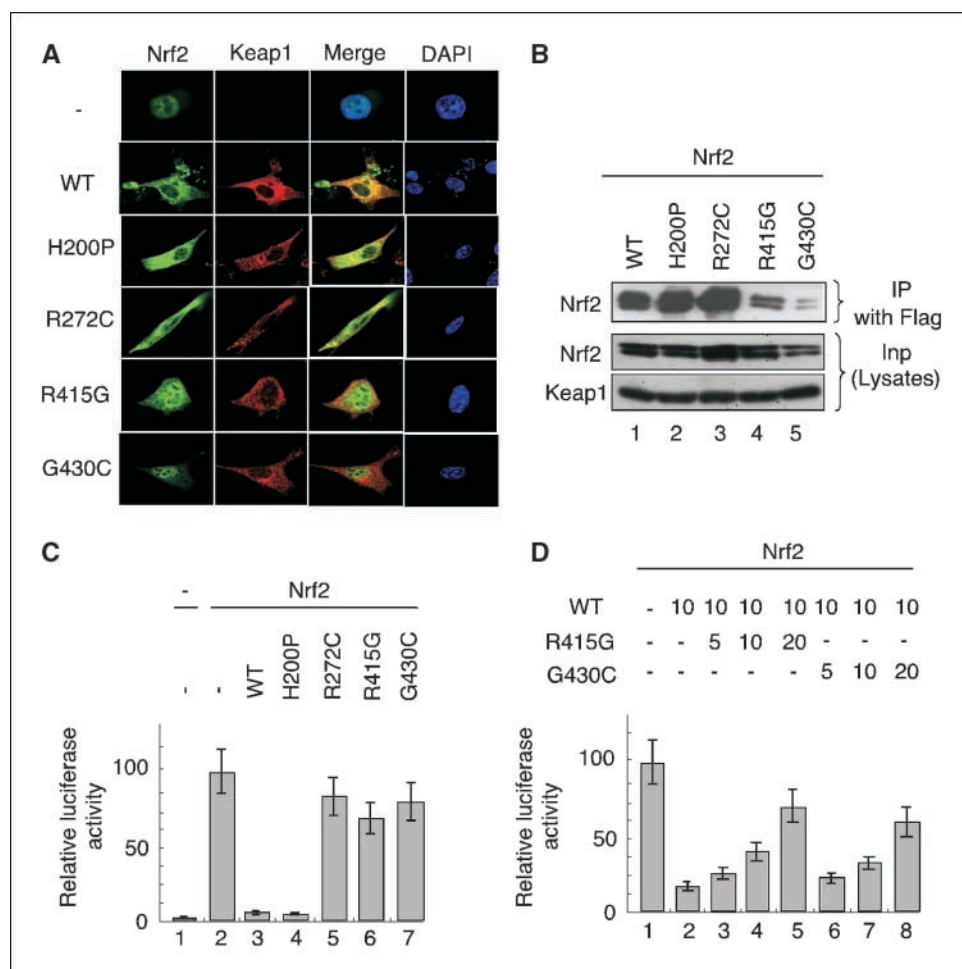 A
Nrf2 Keap1 Merge DAPI
-
WT
H200P
R272C
R415G
G430C
B
Nrf2
WT H200P R272C R415G G430C
Nrf2 IP with Flag
Nrf2 Inp (Lysates)
Keap1
1 2 3 4 5
C
- Nrf2
- - WT H200P R272C R415G G430C
Relative luciferase activity
100
50
0
1 2 3 4 5 6 7
D
Nrf2
WT - 10 10 10 10 10 10 10
R415G - - 5 10 20 - - -
G430C - - - - - 5 10 20
Relative luciferase activity
100
50
0
1 2 3 4 5 6 7 8